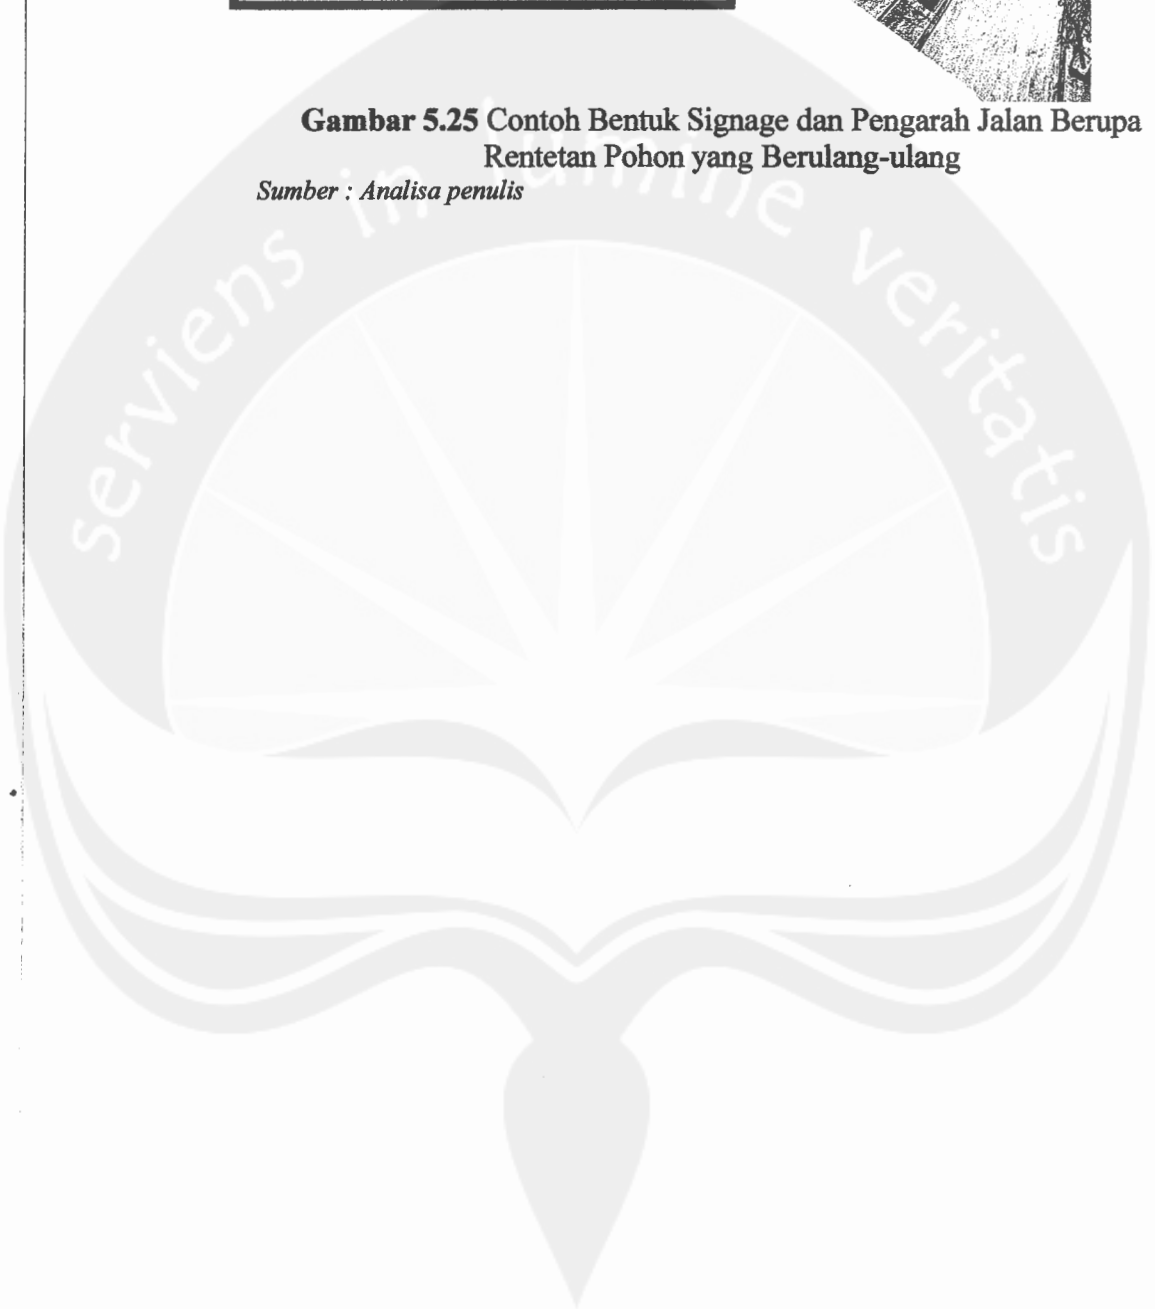 Gambar 5.25 Contoh Bentuk Signage dan Pengarah Jalan Berupa
Rentetan Pohon yang Berulang-ulang
Sumber : Analisa penulis
serviens in lumine veritatis